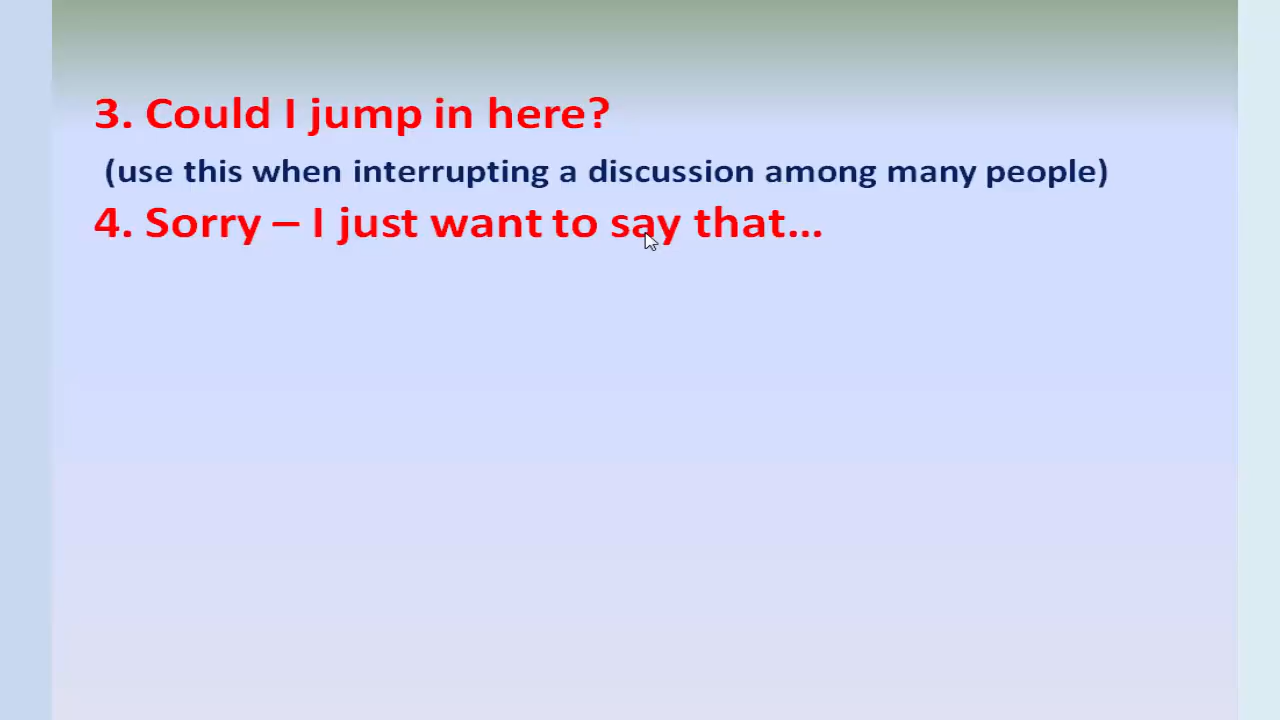 3. Could I jump in here?
(use this when interrupting a discussion among many people)
4. Sorry – I just want to say that...